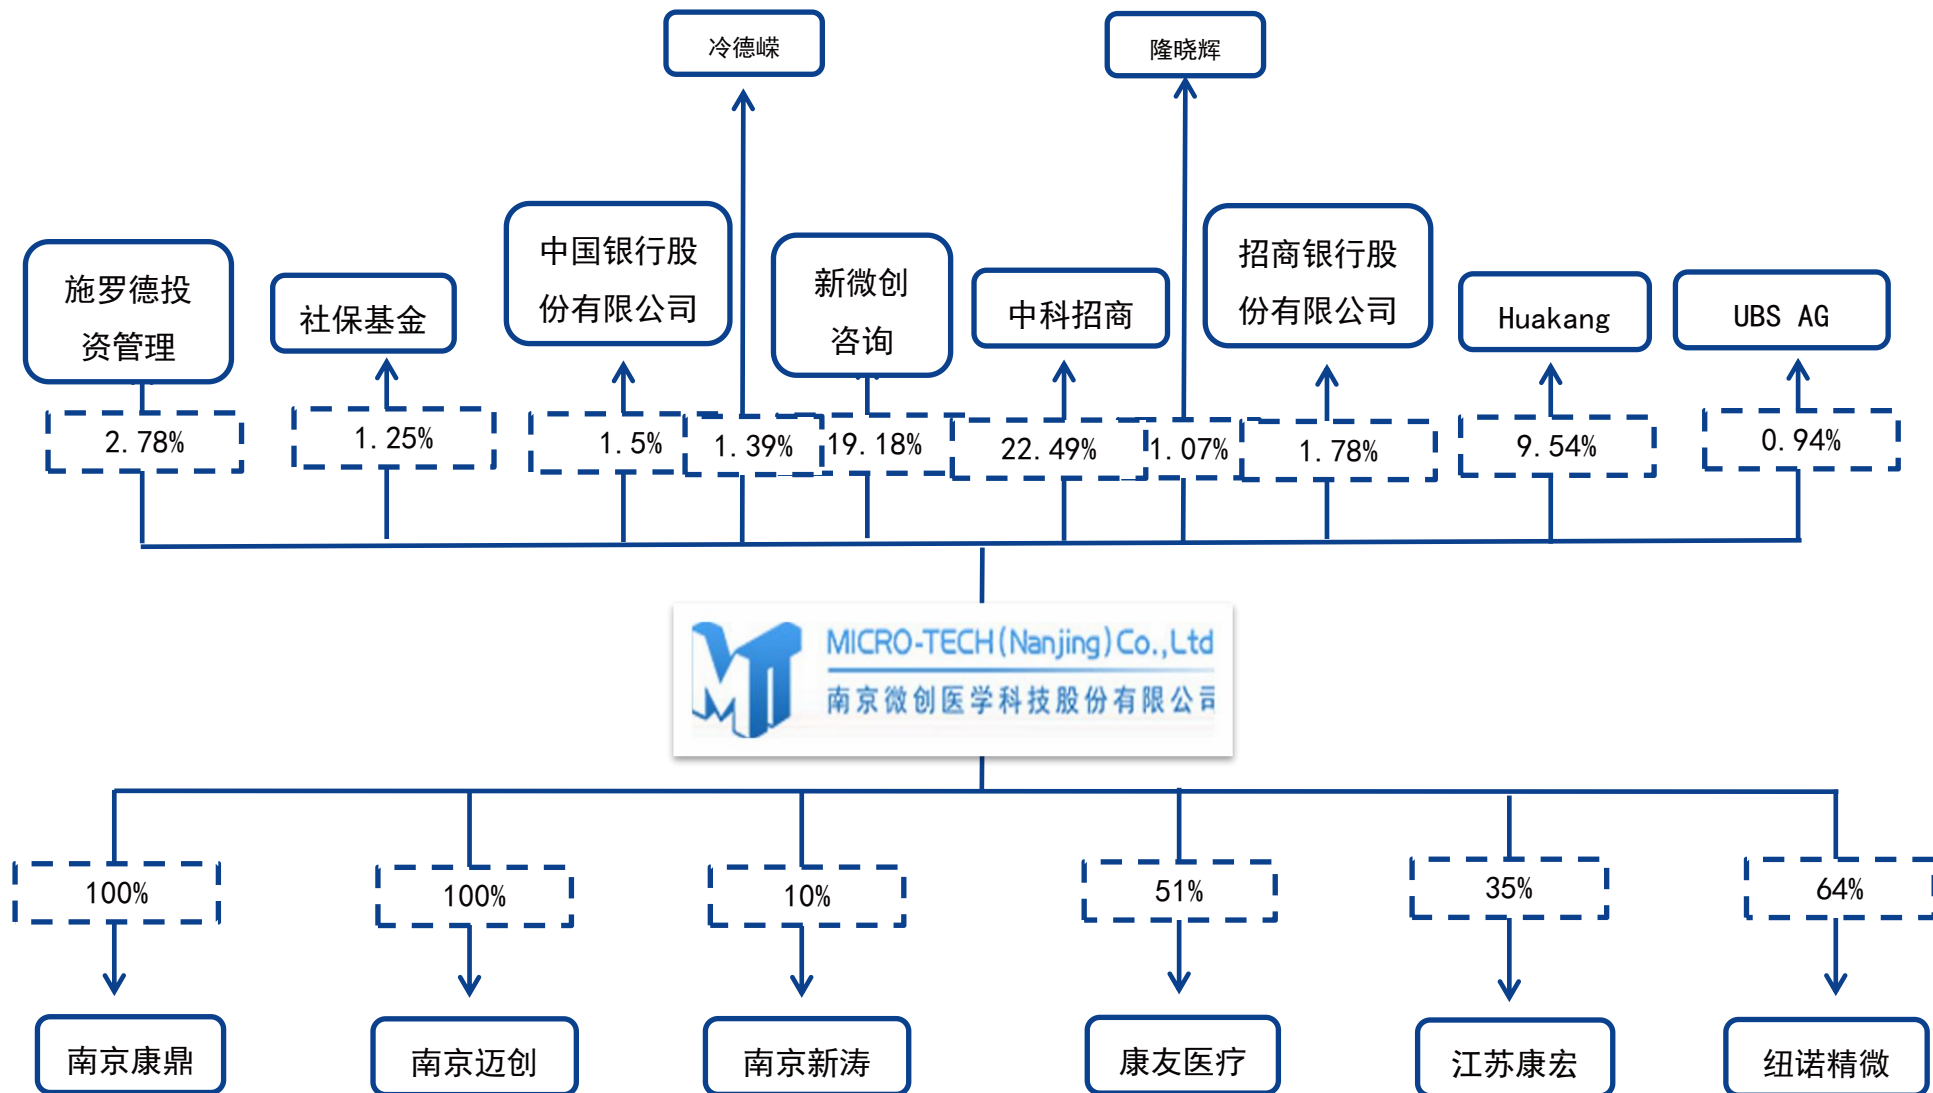 冷德嵘
隆晓辉
施罗德投
资管理
社保基金
中国银行股
份有限公司
新微创
咨询
中科招商
招商银行股
份有限公司
Huakang
UBS AG
2.78%
1.25%
1.5%
1.39%
19.18%
22.49%
1.07%
1.78%
9.54%
0.94%
MICRO-TECH(Nanjing)Co.,Ltd
南京微创医学科技股份有限公司
100%
100%
10%
51%
35%
64%
南京康鼎
南京迈创
南京新涛
康友医疗
江苏康宏
纽诺精微